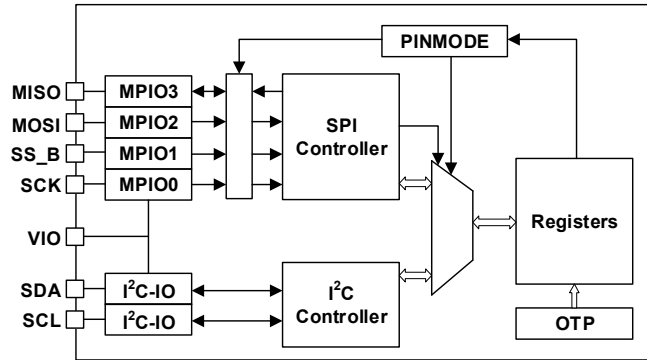 PINMODE
MISO MPIO3
MOSI MPIO2
SS_B MPIO1
SCK MPIO0
SPI
Controller
VIO
Registers
SDA I²C-IO
SCL I²C-IO
I²C
Controller
OTP